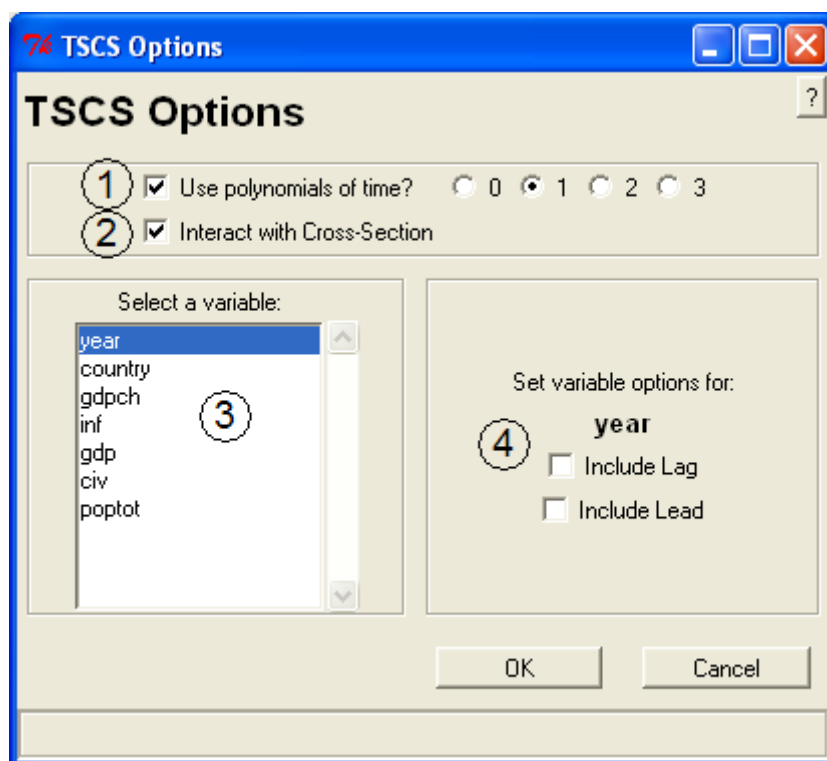 TSCS Options
TSCS Options
?
1 Use polynomials of time? 0 1 2 3
2 Interact with Cross-Section
Select a variable:
year
country
gdpch
inf
gdp
civ
poptot
3
Set variable options for:
year
4
Include Lag
Include Lead
OK Cancel